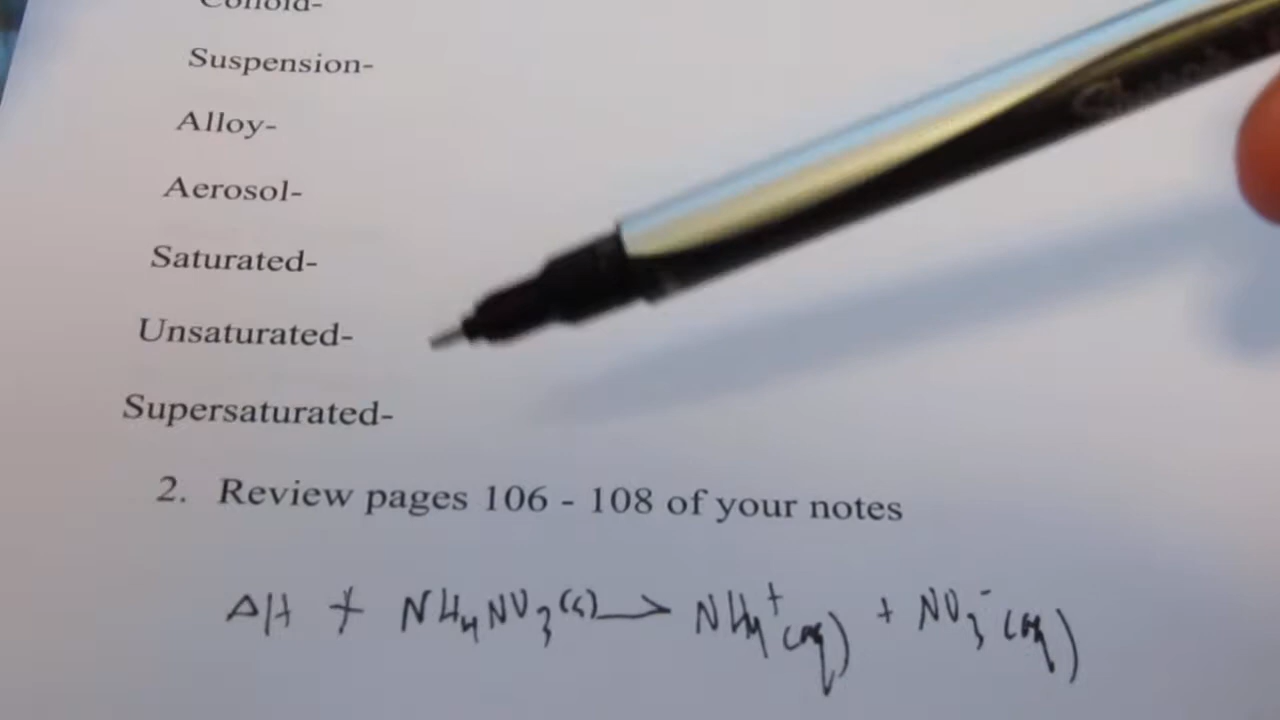 Colloid-
Suspension-
Alloy-
Aerosol-
Saturated-
Unsaturated-
Supersaturated-
2. Review pages 106 - 108 of your notes
ΔH + NH₄NO₃(s) → NH₄⁺(aq) + NO₃⁻(aq)